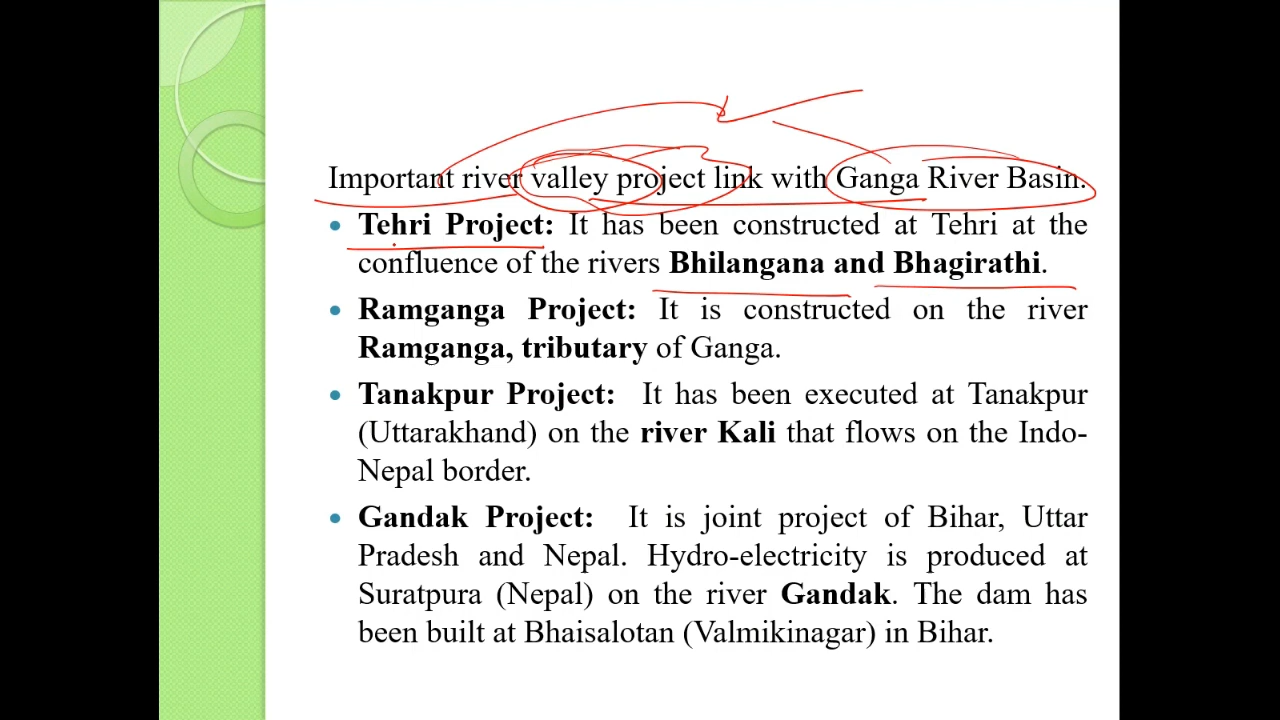 Important river valley project link with Ganga River Basin.
• Tehri Project: It has been constructed at Tehri at the
confluence of the rivers Bhilangana and Bhagirathi.
• Ramganga Project: It is constructed on the river
Ramganga, tributary of Ganga.
• Tanakpur Project: It has been executed at Tanakpur
(Uttarakhand) on the river Kali that flows on the Indo-
Nepal border.
• Gandak Project: It is joint project of Bihar, Uttar
Pradesh and Nepal. Hydro-electricity is produced at
Suratpura (Nepal) on the river Gandak. The dam has
been built at Bhaisalotan (Valmikinagar) in Bihar.